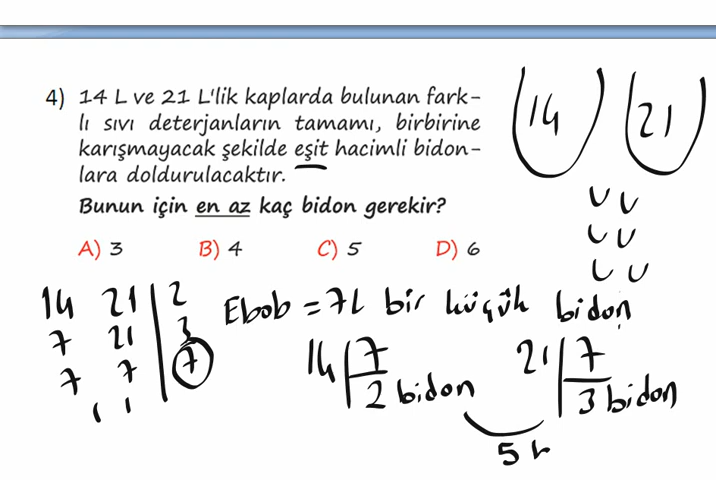 4) 14 L ve 21 L'lik kaplarda bulunan fark-
lı sıvı deterjanların tamamı, birbirine
karışmayacak şekilde eşit hacimli bidon-
lara doldurulacaktır.
Bunun için en az kaç bidon gerekir?
A) 3 B) 4 C) 5 D) 6
14 21
14 21 | 2
7 21 | 3
7 7 | 7
1 1
Ebob = 7L bir küçük bidon
14 | 7
2 bidon
21 | 7
3 bidon
5 b